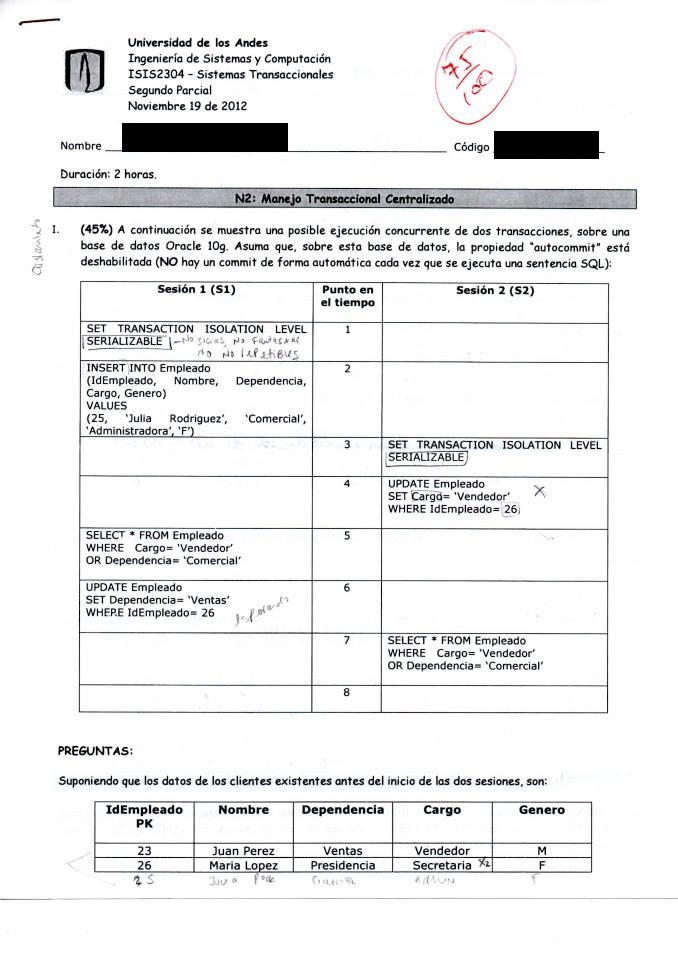 Universidad de los Andes
Ingeniería de Sistemas y Computación
ISIS2304 – Sistemas Transaccionales
Segundo Parcial
Noviembre 19 de 2012
75/100
Nombre
Código
Duración: 2 horas.
N2: Manejo Transaccional Centralizado
Aislamiento
I. (45%) A continuación se muestra una posible ejecución concurrente de dos transacciones, sobre una
base de datos Oracle 10g. Asuma que, sobre esta base de datos, la propiedad "autocommit" está
deshabilitada (NO hay un commit de forma automática cada vez que se ejecuta una sentencia SQL):
Sesión 1 (S1) Punto en el tiempo Sesión 2 (S2)
SET TRANSACTION ISOLATION LEVEL 1
SERIALIZABLE - No sucias, No Fantasmas
No No Repetibles
INSERT INTO Empleado 2
(IdEmpleado, Nombre, Dependencia,
Cargo, Genero)
VALUES
(25, 'Julia Rodriguez', 'Comercial',
'Administradora', 'F')
3 SET TRANSACTION ISOLATION LEVEL
SERIALIZABLE
4 UPDATE Empleado
SET Cargo= 'Vendedor' X
WHERE IdEmpleado= 26
SELECT * FROM Empleado 5
WHERE Cargo= 'Vendedor'
OR Dependencia= 'Comercial'
UPDATE Empleado 6
SET Dependencia= 'Ventas'
WHERE IdEmpleado= 26 Esperando
7 SELECT * FROM Empleado
WHERE Cargo= 'Vendedor'
OR Dependencia= 'Comercial'
8
PREGUNTAS:
Suponiendo que los datos de los clientes existentes antes del inicio de las dos sesiones, son:
IdEmpleado PK Nombre Dependencia Cargo Genero
23 Juan Perez Ventas Vendedor M
26 Maria Lopez Presidencia Secretaria X2 F
25 Julia F